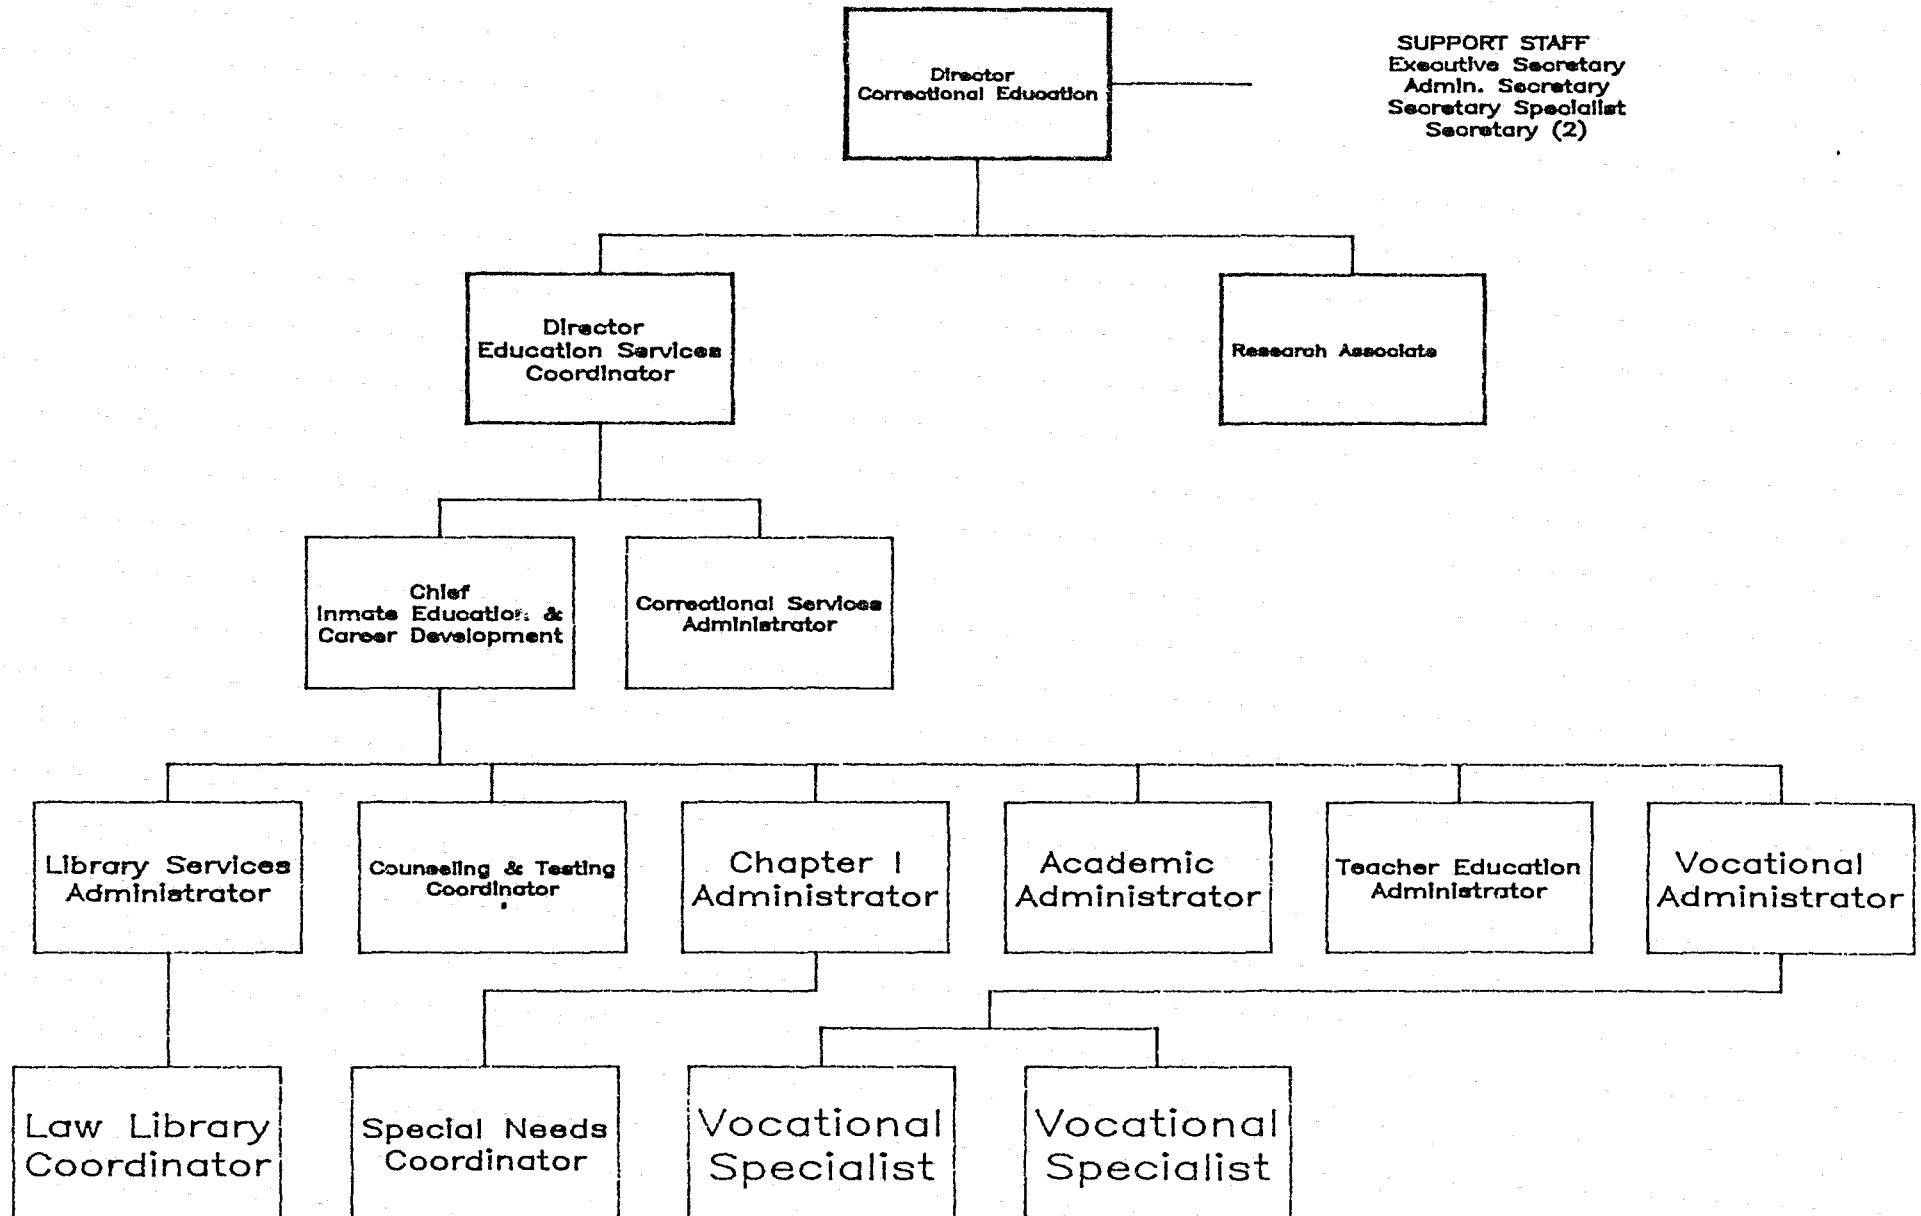 Director
Correctional Education
SUPPORT STAFF
Executive Secretary
Admin. Secretary
Secretary Specialist
Secretary (2)
Director
Education Services
Coordinator
Research Associate
Chief
Inmate Education &
Career Development
Correctional Services
Administrator
Library Services
Administrator
Counseling & Testing
Coordinator
Chapter I
Administrator
Academic
Administrator
Teacher Education
Administrator
Vocational
Administrator
Law Library
Coordinator
Special Needs
Coordinator
Vocational
Specialist
Vocational
Specialist